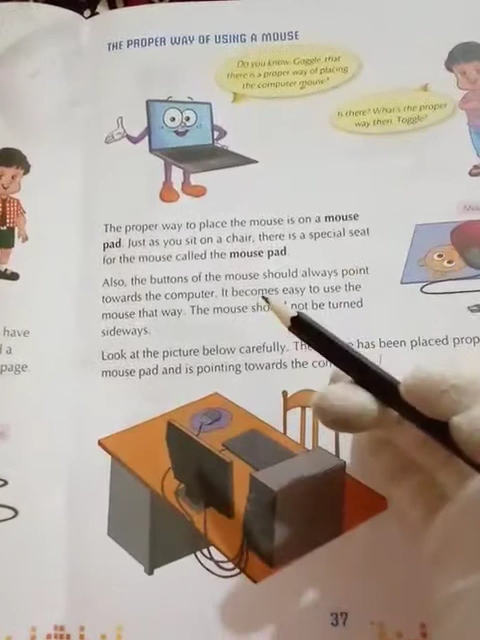 THE PROPER WAY OF USING A MOUSE
Do you know, Goggle, that
there is a proper way of placing
the computer mouse?
Is there? What's the proper
way then, Toggle?
The proper way to place the mouse is on a mouse
pad. Just as you sit on a chair, there is a special seat
for the mouse called the mouse pad.
Also, the buttons of the mouse should always point
towards the computer. It becomes easy to use the
mouse that way. The mouse not be turned
sideways.
have
a
page.
Look at the picture below carefully. has been placed prop
mouse pad and is pointing towards the
37